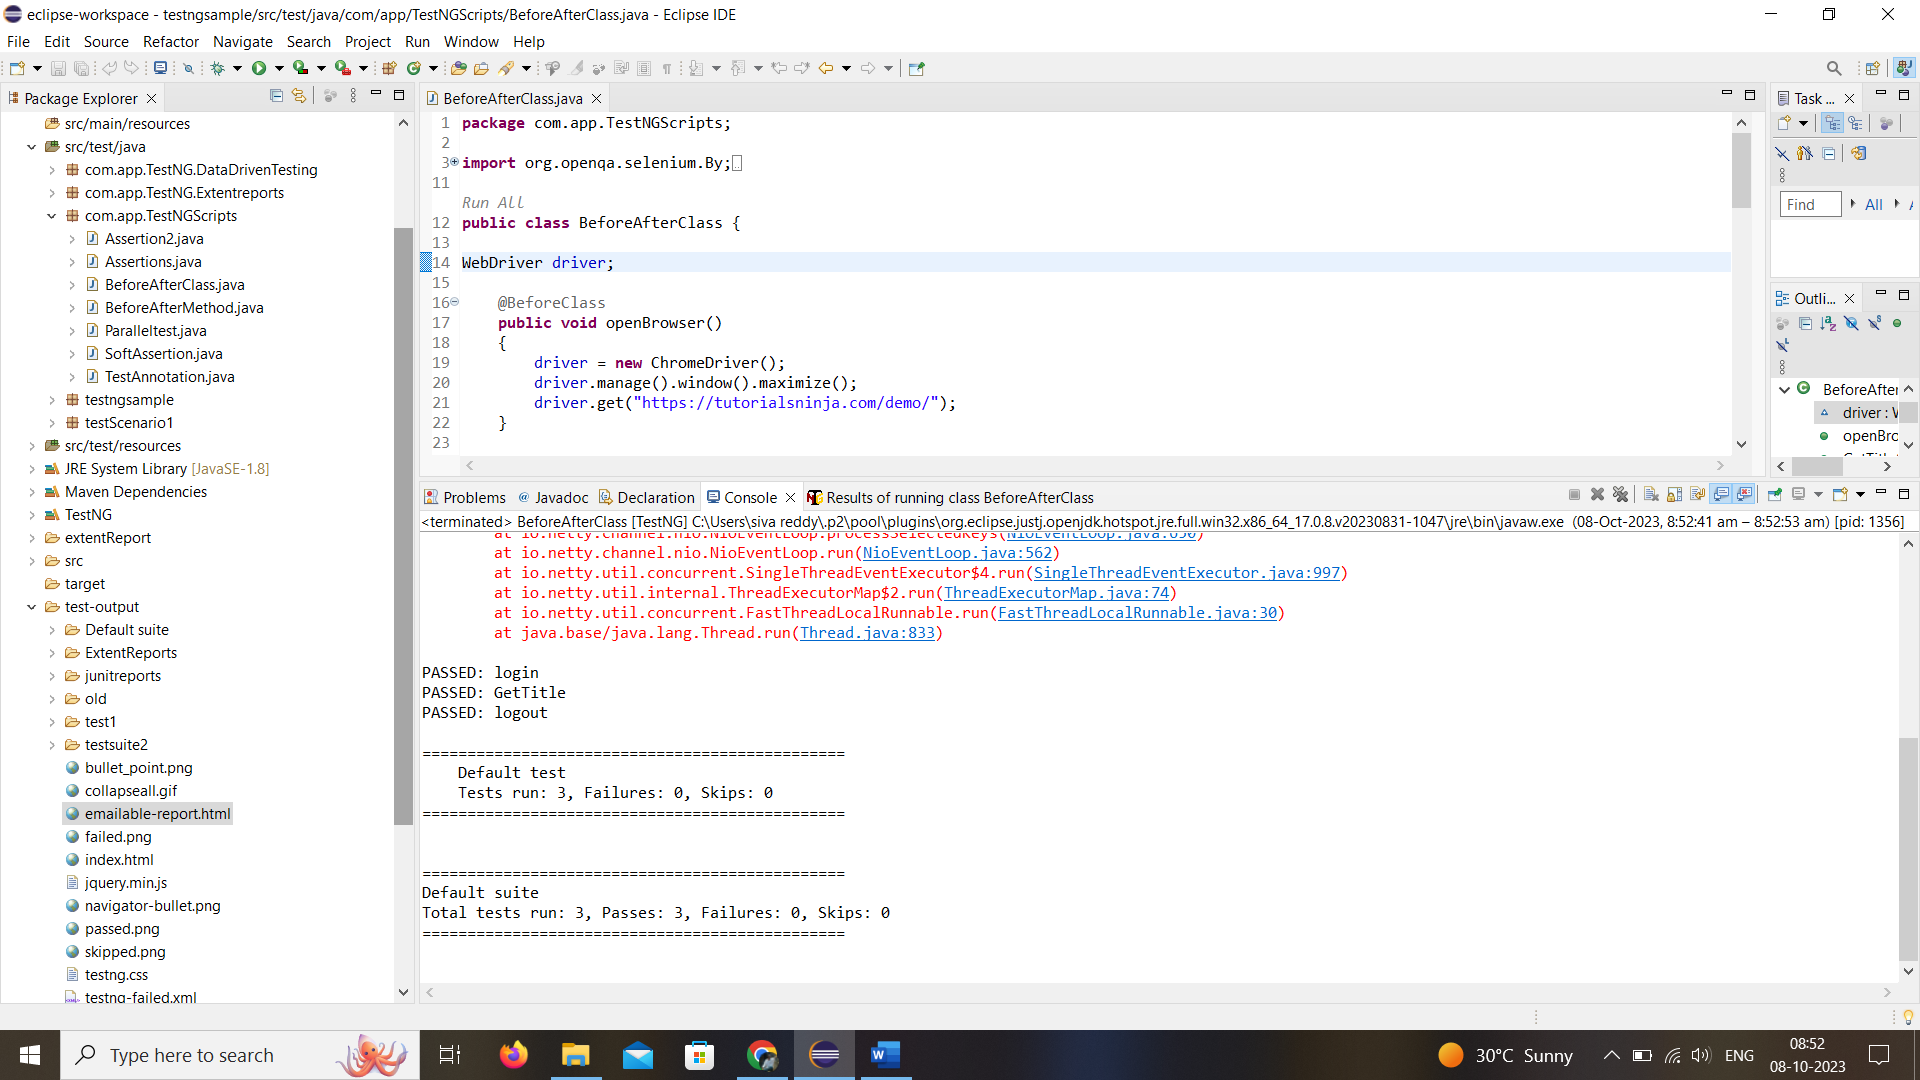 eclipse-workspace - testngsample/src/test/java/com/app/TestNGScripts/BeforeAfterClass.java - Eclipse IDE
File Edit Source Refactor Navigate Search Project Run Window Help
Package Explorer
src/main/resources
src/test/java
com.app.TestNG.DataDrivenTesting
com.app.TestNG.Extentreports
com.app.TestNGScripts
Assertion2.java
Assertions.java
BeforeAfterClass.java
BeforeAfterMethod.java
Paralleltest.java
SoftAssertion.java
TestAnnotation.java
testngsample
testScenario1
src/test/resources
JRE System Library [JavaSE-1.8]
Maven Dependencies
TestNG
extentReport
src
target
test-output
Default suite
ExtentReports
junitreports
old
test1
testsuite2
bullet_point.png
collapseall.gif
emailable-report.html
failed.png
index.html
jquery.min.js
navigator-bullet.png
passed.png
skipped.png
testng.css
testng-failed.xml
BeforeAfterClass.java
1 package com.app.TestNGScripts;
2
3 import org.openqa.selenium.By;
11
Run All
12 public class BeforeAfterClass {
13
14 WebDriver driver;
15
16 @BeforeClass
17 public void openBrowser()
18 {
19 driver = new ChromeDriver();
20 driver.manage().window().maximize();
21 driver.get("https://tutorialsninja.com/demo/");
22 }
23
Task ...
Find All
Outli...
BeforeAfter
driver : W
openBro
Problems Javadoc Declaration Console Results of running class BeforeAfterClass
<terminated> BeforeAfterClass [TestNG] C:\Users\siva reddy\.p2\pool\plugins\org.eclipse.justj.openjdk.hotspot.jre.full.win32.x86_64_17.0.8.v20230831-1047\jre\bin\javaw.exe (08-Oct-2023, 8:52:41 am – 8:52:53 am) [pid: 1356]
at io.netty.channel.nio.NioEventLoop.processSelectedKeys(NioEventLoop.java:650)
at io.netty.channel.nio.NioEventLoop.run(NioEventLoop.java:562)
at io.netty.util.concurrent.SingleThreadEventExecutor$4.run(SingleThreadEventExecutor.java:997)
at io.netty.util.internal.ThreadExecutorMap$2.run(ThreadExecutorMap.java:74)
at io.netty.util.concurrent.FastThreadLocalRunnable.run(FastThreadLocalRunnable.java:30)
at java.base/java.lang.Thread.run(Thread.java:833)
PASSED: login
PASSED: GetTitle
PASSED: logout
===============================================
Default test
Tests run: 3, Failures: 0, Skips: 0
===============================================
===============================================
Default suite
Total tests run: 3, Passes: 3, Failures: 0, Skips: 0
===============================================
Type here to search
30°C Sunny
ENG
08:52
08-10-2023